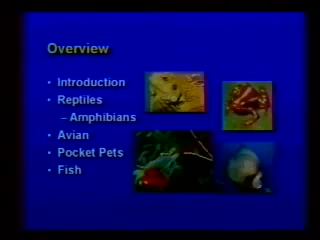 Overview
• Introduction
• Reptiles
– Amphibians
• Avian
• Pocket Pets
• Fish